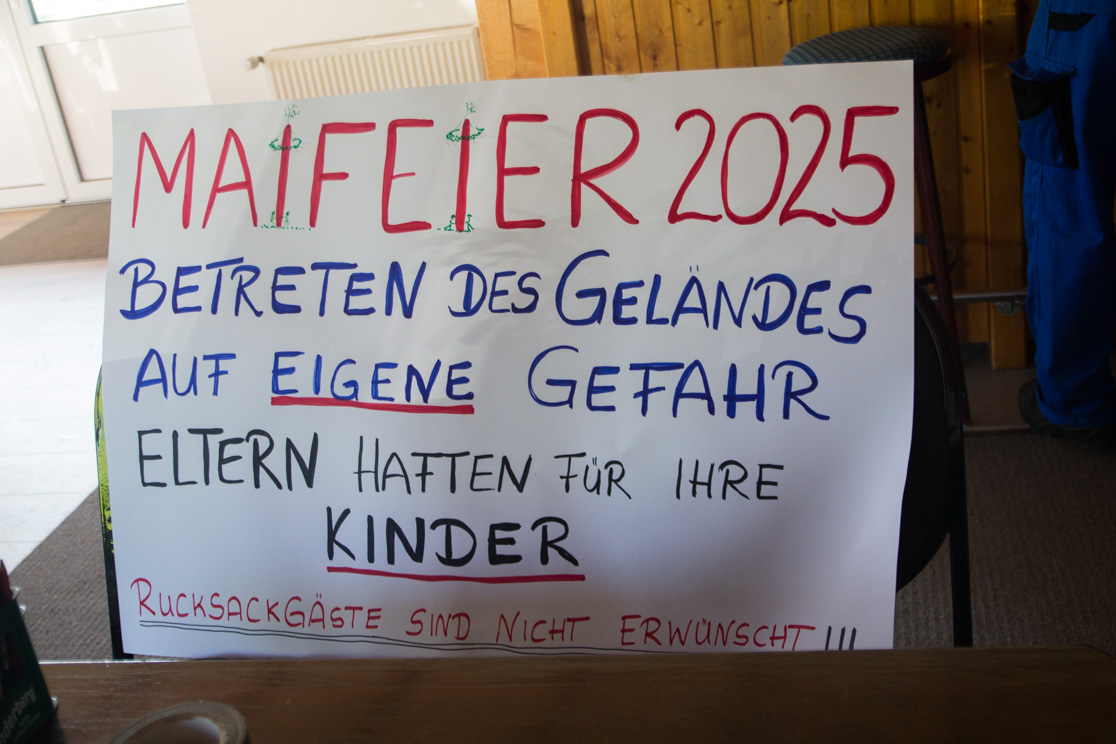 MAIFEIER 2025
BETRETEN DES GELÄNDES
AUF EIGENE GEFAHR
ELTERN HAFTEN FÜR IHRE
KINDER
RUCKSACKGÄSTE SIND NICHT ERWÜNSCHT!!!